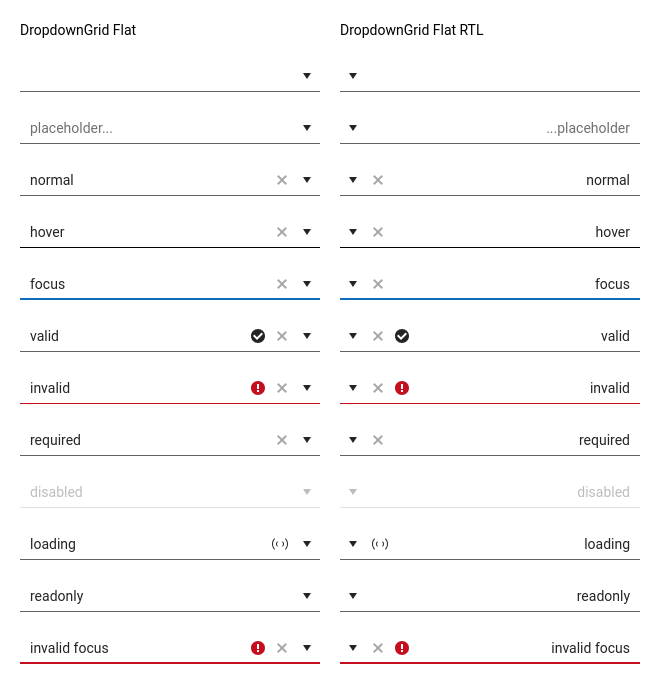 DropdownGrid Flat
DropdownGrid Flat RTL
placeholder...
...placeholder
normal
normal
hover
hover
focus
focus
valid
valid
invalid
invalid
required
required
disabled
disabled
loading
loading
readonly
readonly
invalid focus
invalid focus